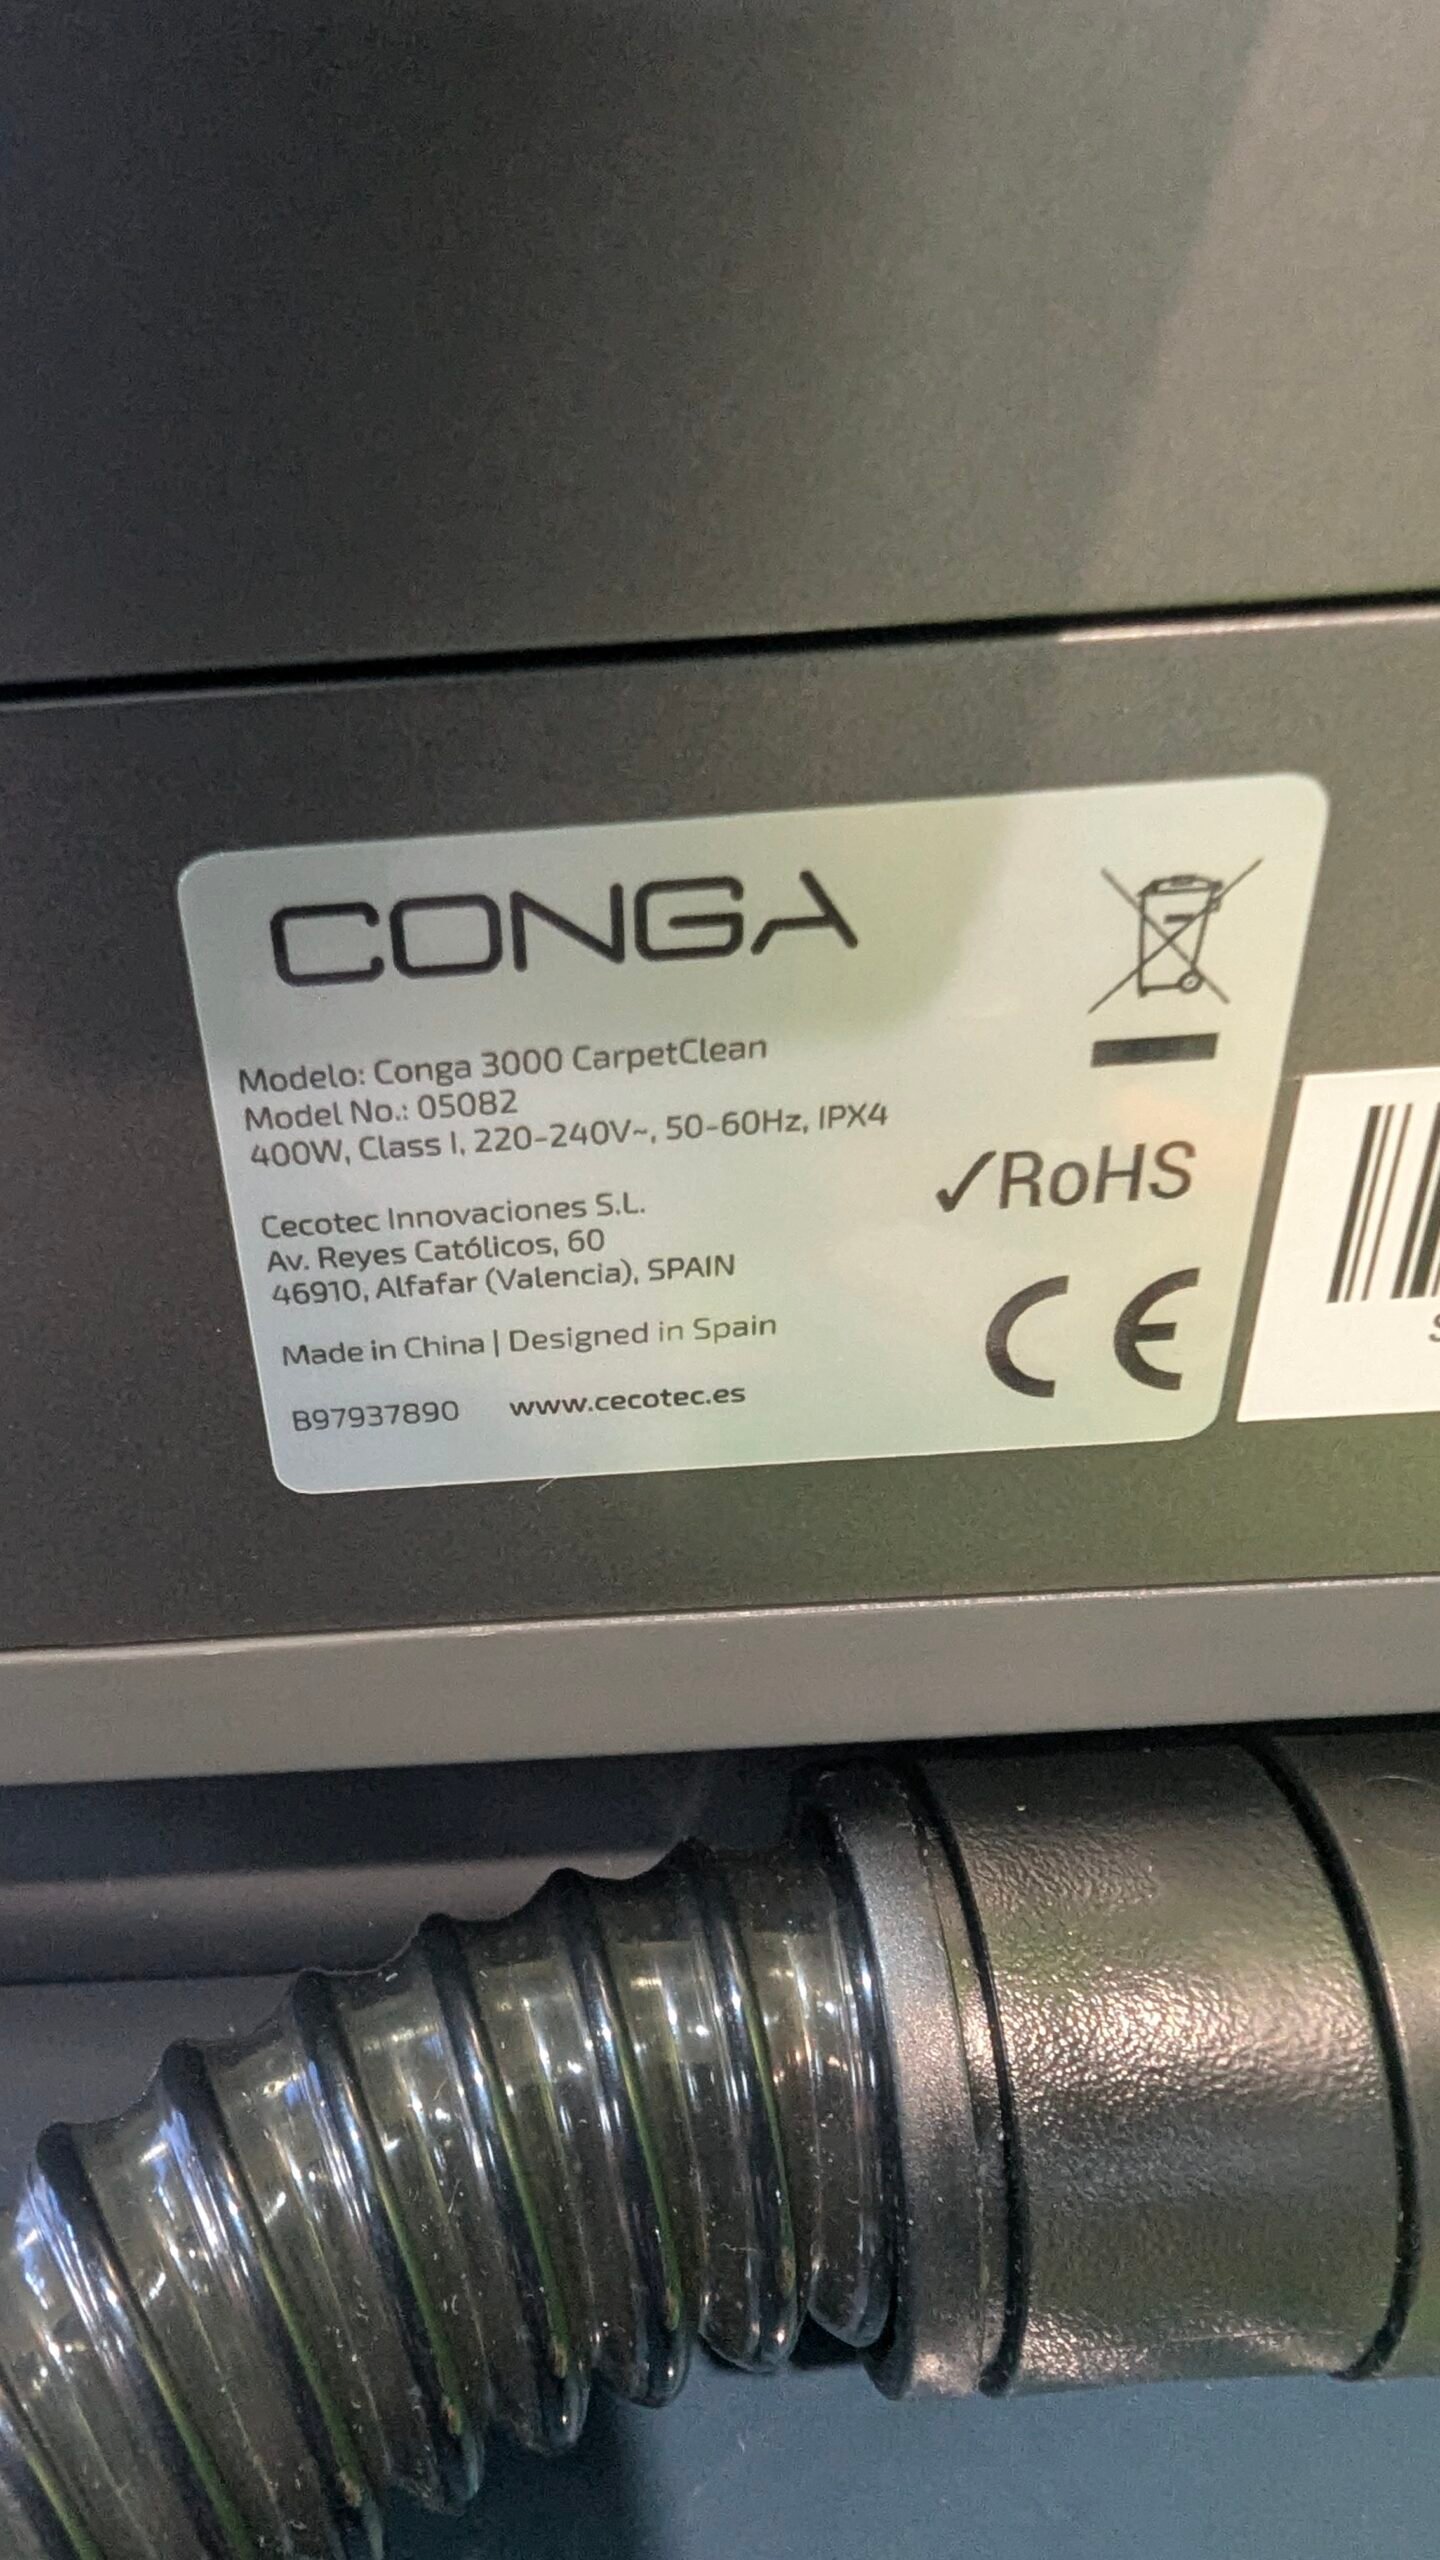 CONGA
Modelo: Conga 3000 CarpetClean
Model No.: 05082
400W, Class I, 220-240V~, 50-60Hz, IPX4
Cecotec Innovaciones S.L.
Av. Reyes Católicos, 60
46910, Alfafar (Valencia), SPAIN
Made in China | Designed in Spain
B97937890 www.cecotec.es
✓RoHS
CE